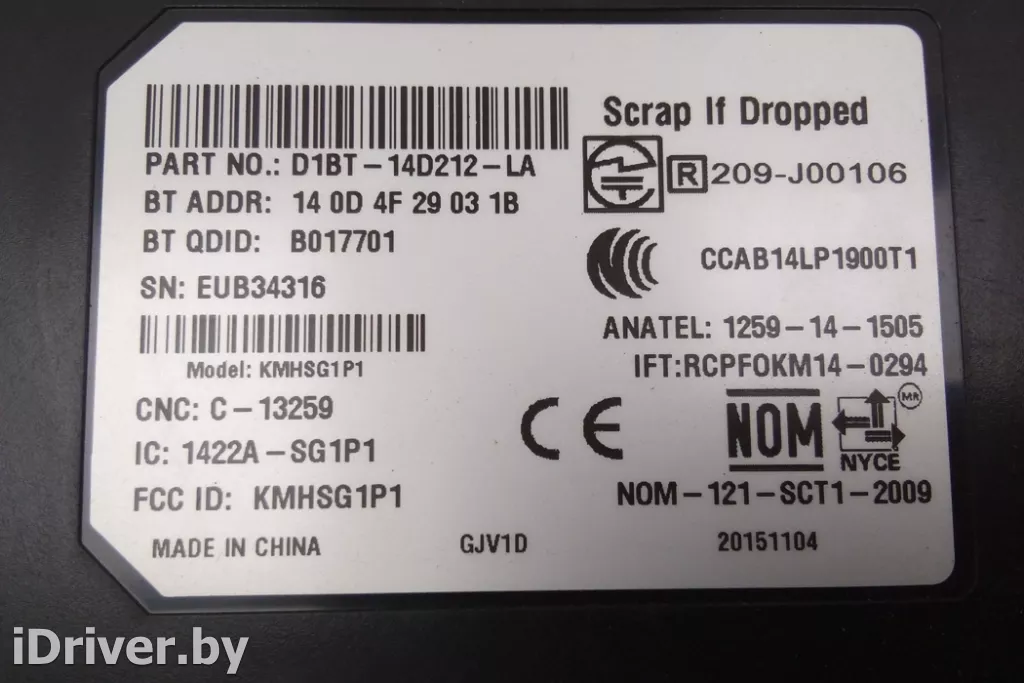 Scrap If Dropped
PART NO.: D1BT-14D212-LA
R 209-J00106
BT ADDR: 14 0D 4F 29 03 1B
BT QDID: B017701
CCAB14LP1900T1
SN: EUB34316
ANATEL: 1259-14-1505
Model: KMHSG1P1
IFT:RCPFOKM14-0294
CNC: C-13259
CE
NOM
MR
NYCE
IC: 1422A-SG1P1
FCC ID: KMHSG1P1
NOM-121-SCT1-2009
MADE IN CHINA
GJV1D
20151104
iDriver.by